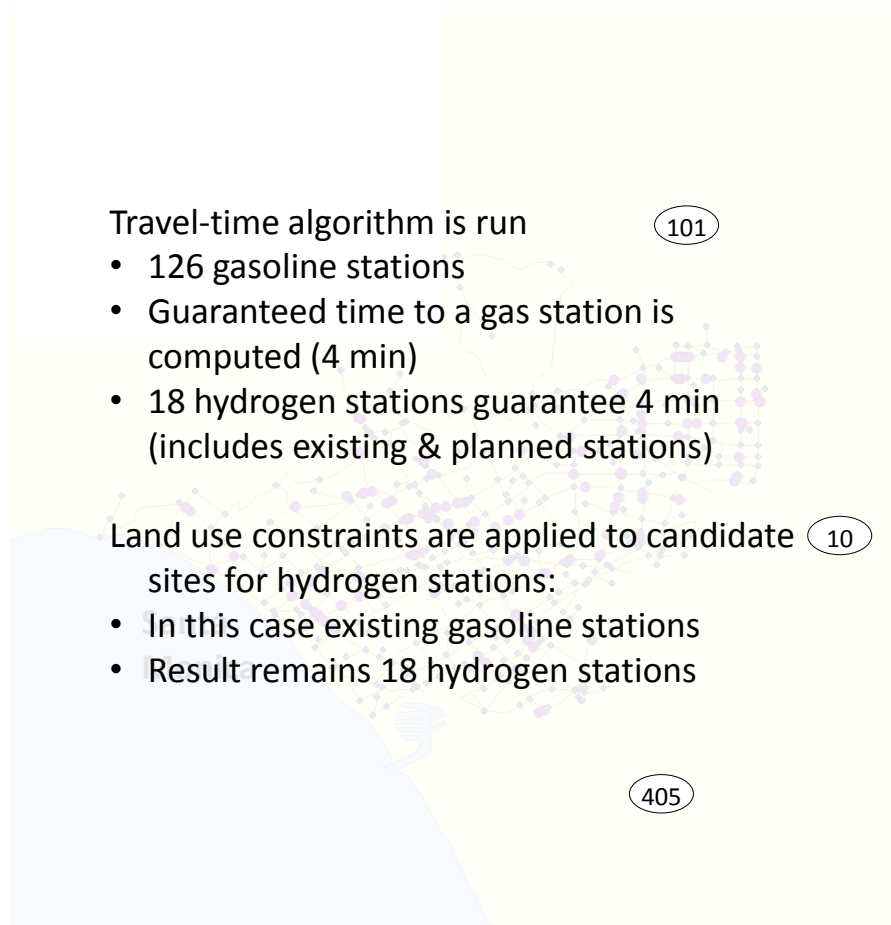 Travel-time algorithm is run
101
• 126 gasoline stations
• Guaranteed time to a gas station is
computed (4 min)
• 18 hydrogen stations guarantee 4 min
(includes existing & planned stations)
Land use constraints are applied to candidate
10
sites for hydrogen stations:
• In this case existing gasoline stations
• Result remains 18 hydrogen stations
Santa
Monica
405